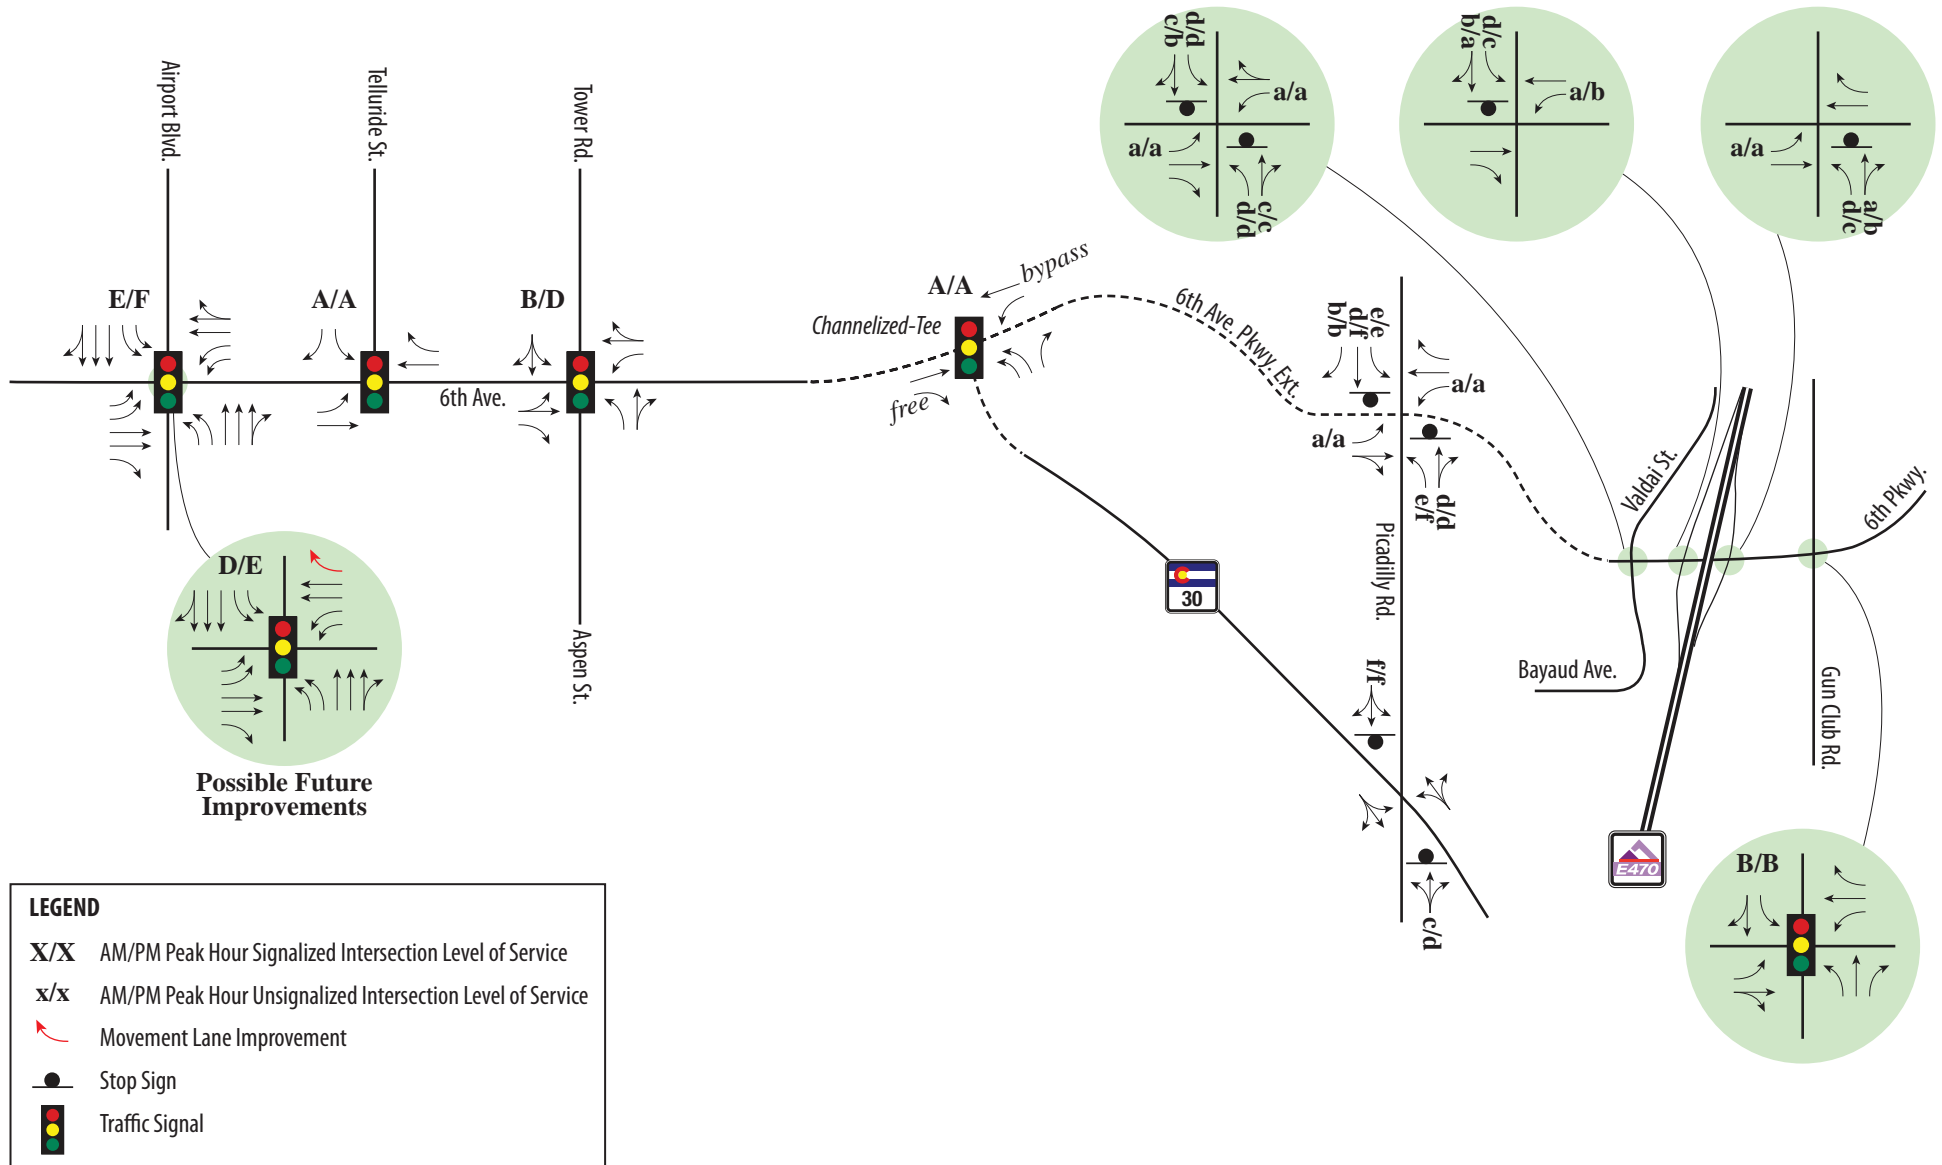 d/d
c/b
a/a
a/a
c/c
d/d
d/c
b/a
a/b
a/a
a/b
d/c
Airport Blvd.
Telluride St.
Tower Rd.
E/F
A/A
B/D
A/A
bypass
Channelized-Tee
free
6th Ave.
6th Ave. Pkwy. Ext.
e/e
d/f
b/b
a/a
a/a
d/d
e/f
Picadilly Rd.
Valdai St.
6th Pkwy.
D/E
Possible Future
Improvements
Aspen St.
30
f/f
c/d
Bayaud Ave.
Gun Club Rd.
E470
B/B
LEGEND
X/X AM/PM Peak Hour Signalized Intersection Level of Service
x/x AM/PM Peak Hour Unsignalized Intersection Level of Service
Movement Lane Improvement
Stop Sign
Traffic Signal